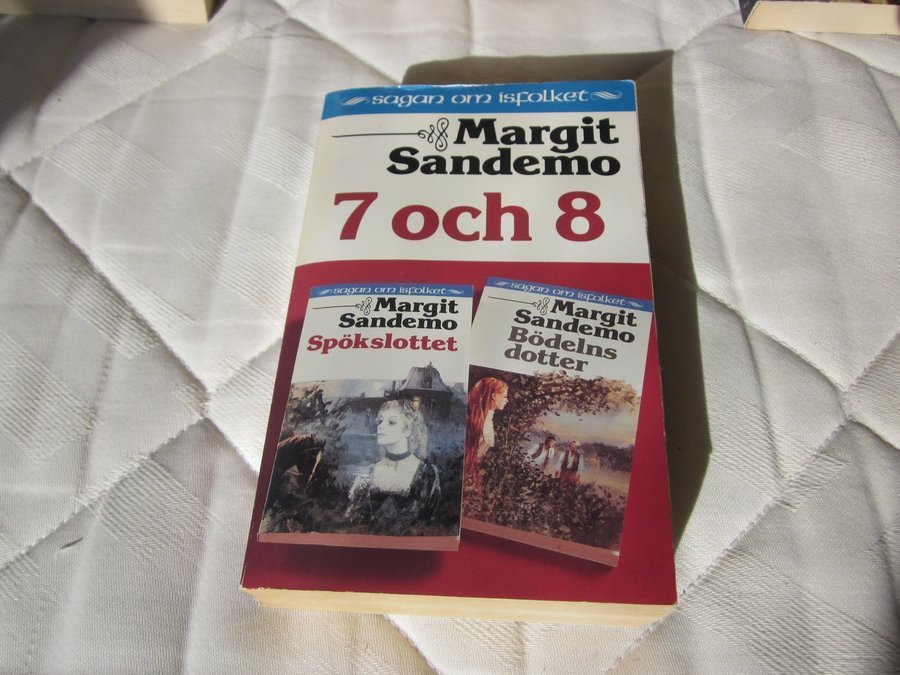 sagan om isfolket
Margit
Sandemo
7 och 8
sagan om isfolket
Margit
Sandemo
Spökslottet
sagan om isfolket
Margit
Sandemo
Bödelns
dotter